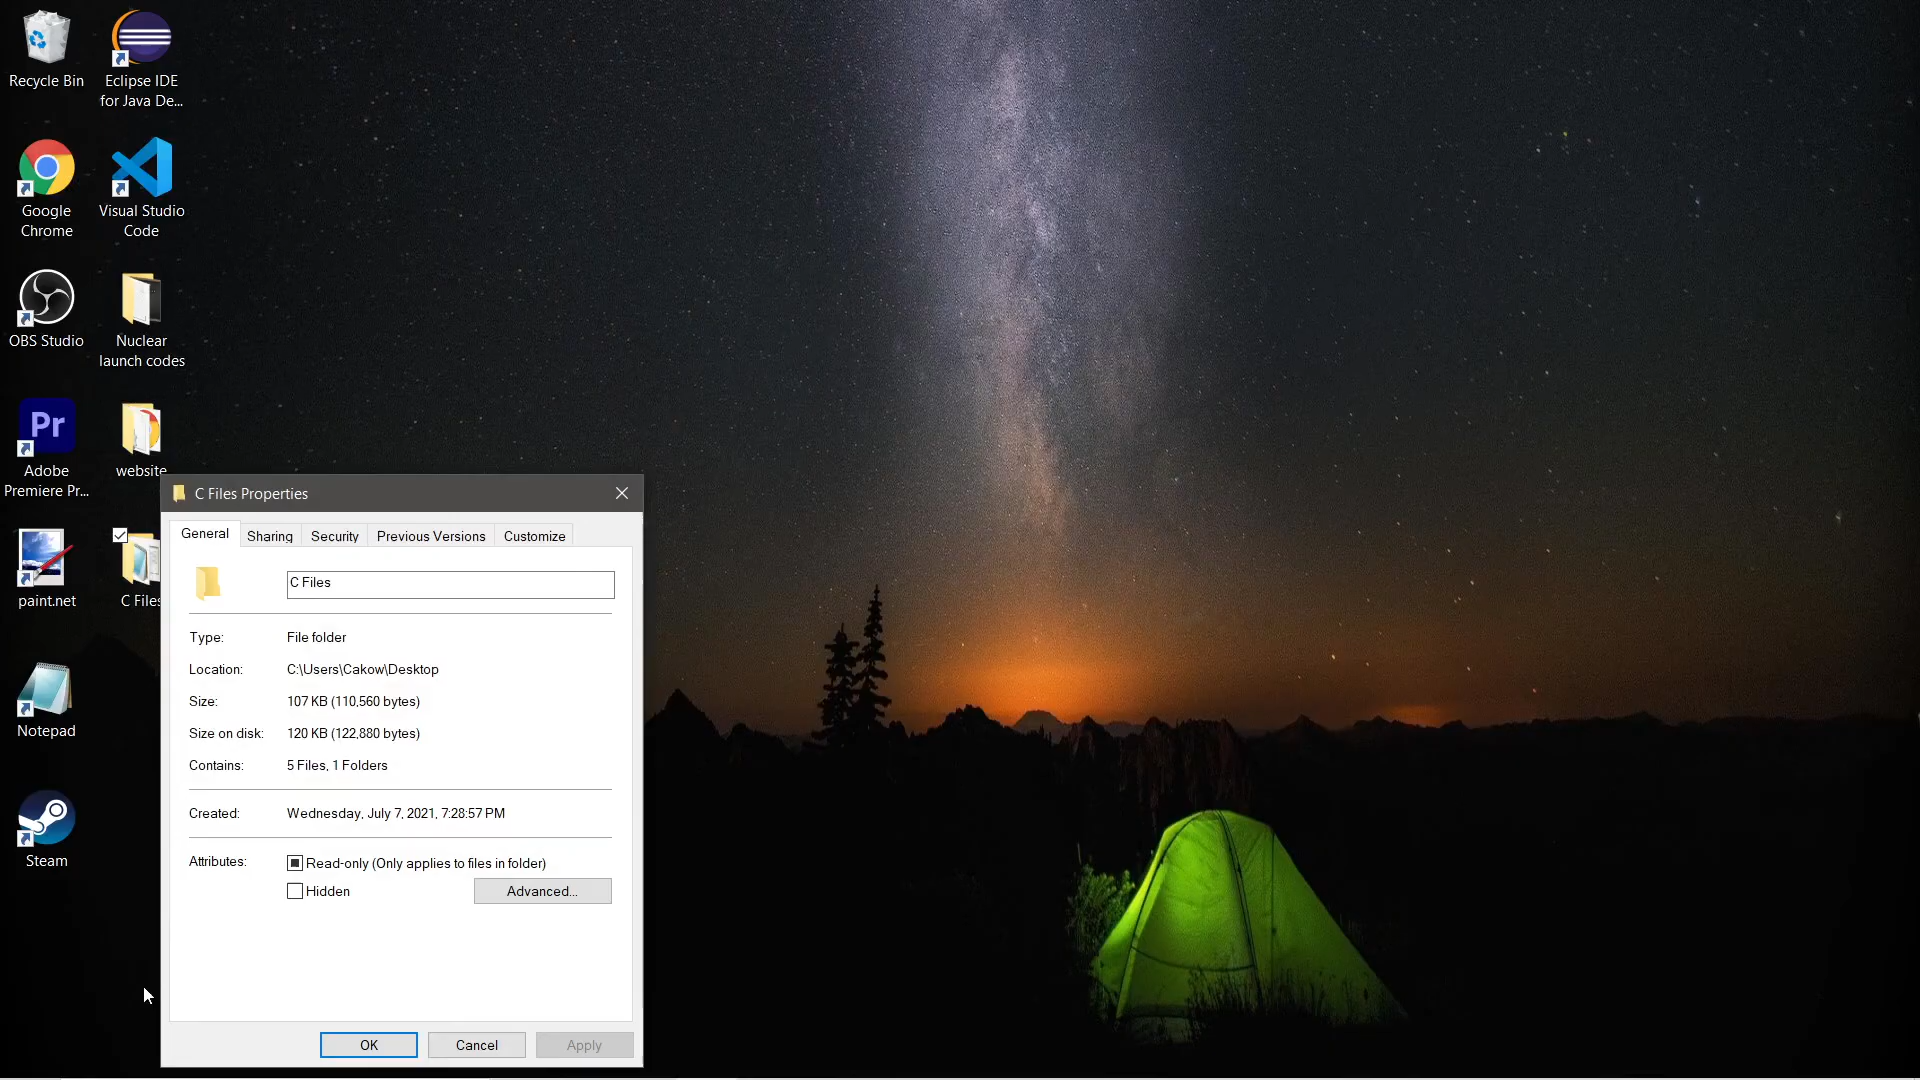 Recycle Bin
Eclipse IDE
for Java De...
Google
Chrome
Visual Studio
Code
OBS Studio
Nuclear
launch codes
Pr
Adobe
Premiere Pr...
website
paint.net
C Files
Notepad
Steam
C Files Properties
General Sharing Security Previous Versions Customize
C Files
Type: File folder
Location: C:\Users\Cakow\Desktop
Size: 107 KB (110,560 bytes)
Size on disk: 120 KB (122,880 bytes)
Contains: 5 Files, 1 Folders
Created: Wednesday, July 7, 2021, 7:28:57 PM
Attributes: Read-only (Only applies to files in folder)
Hidden Advanced...
OK Cancel Apply